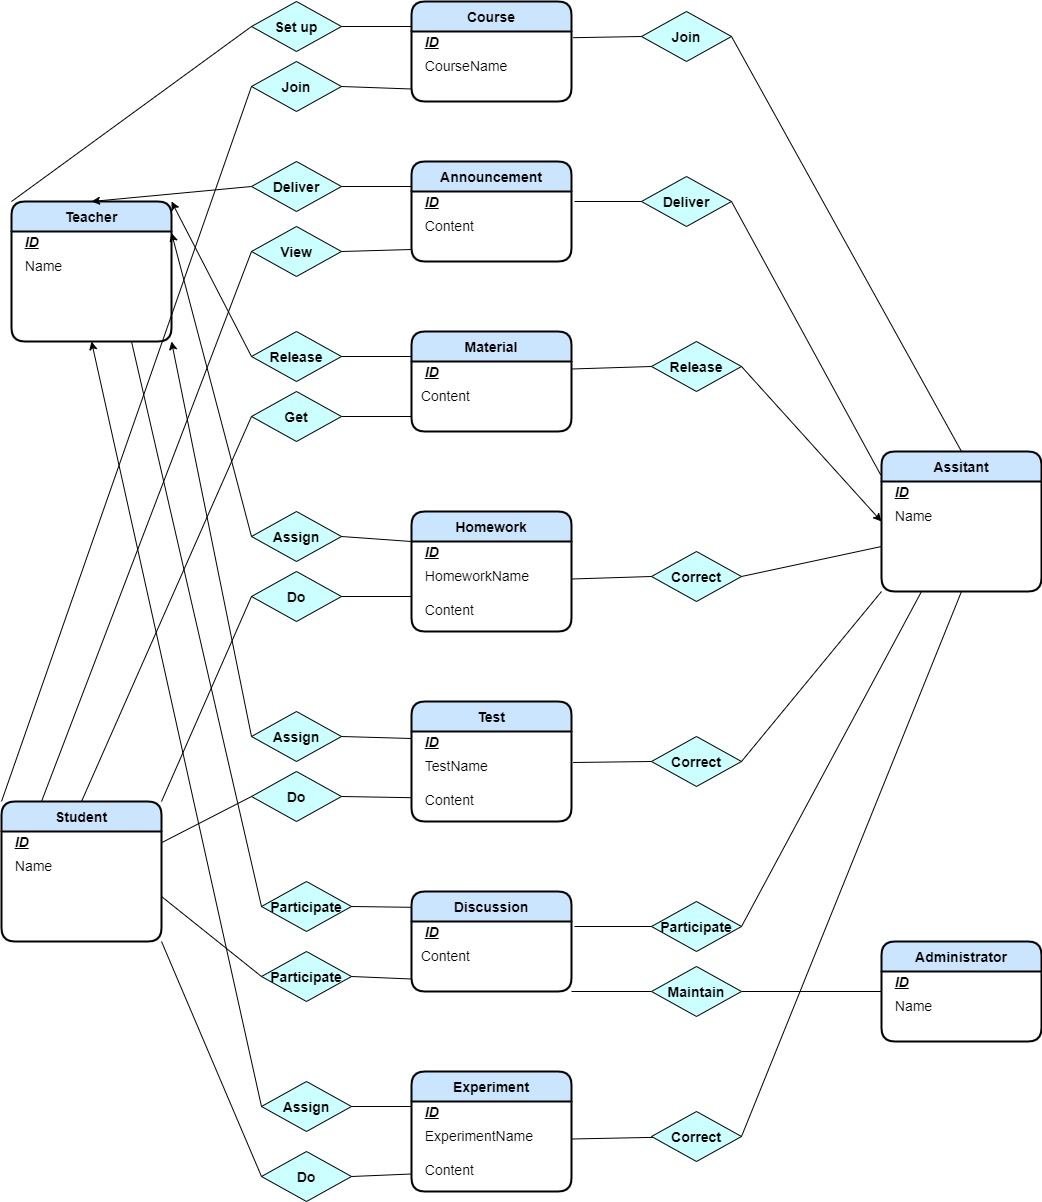 Set up
Course
ID
CourseName
Join
Join
Deliver
Announcement
ID
Content
Deliver
View
Teacher
ID
Name
Release
Material
ID
Content
Release
Get
Assitant
ID
Name
Assign
Homework
ID
HomeworkName
Content
Correct
Do
Assign
Test
ID
TestName
Content
Correct
Do
Student
ID
Name
Participate
Discussion
ID
Content
Participate
Participate
Maintain
Administrator
ID
Name
Assign
Experiment
ID
ExperimentName
Content
Correct
Do